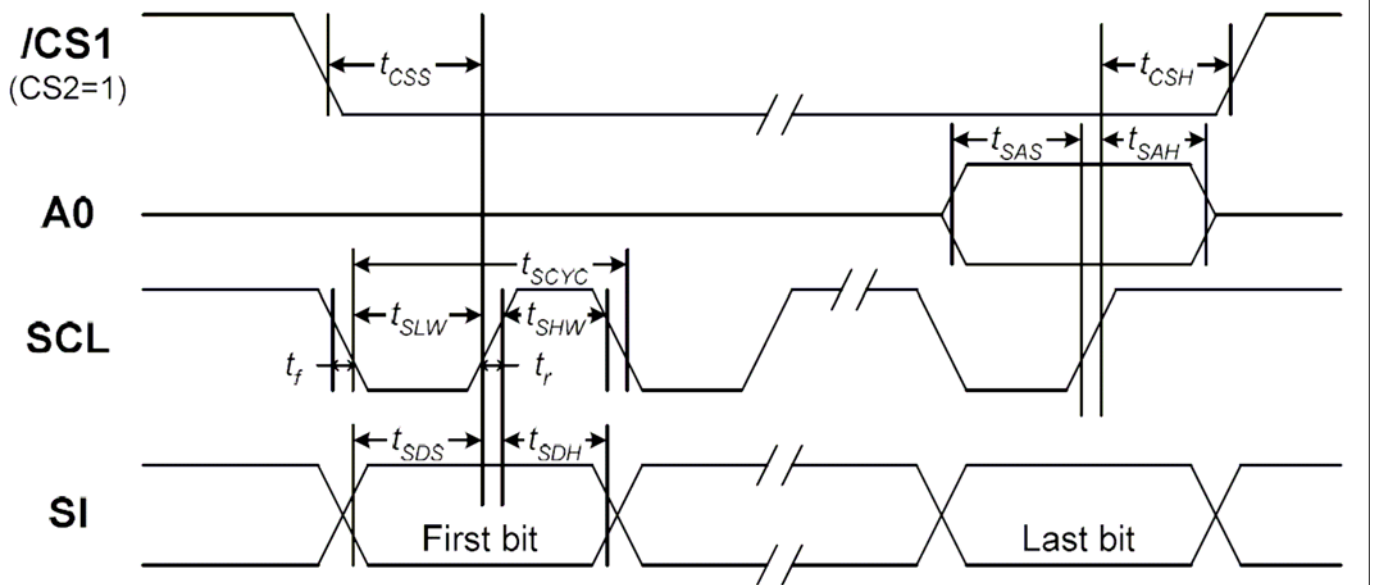 /CS1
(CS2=1)
tCSS
tCSH
tSAS
tSAH
A0
tSCYC
SCL
tSLW
tSHW
tf
tr
tSDS
tSDH
SI
First bit
Last bit